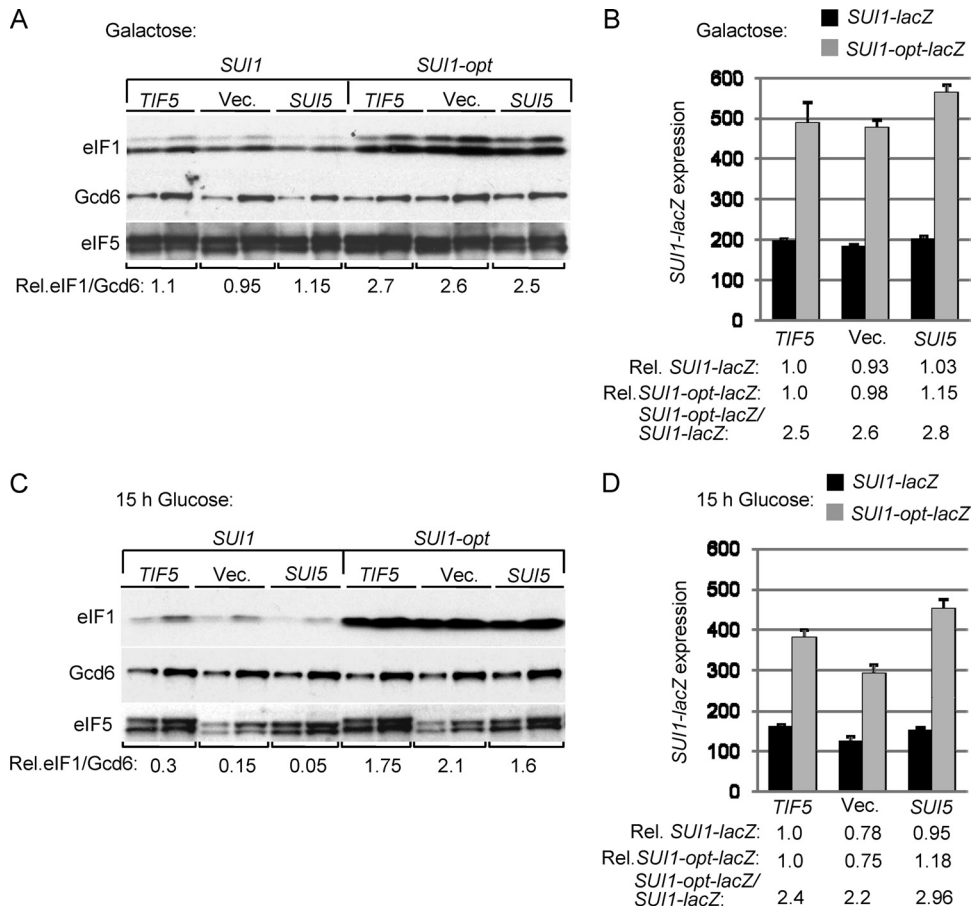 A
Galactose:
SUI1 SUI1-opt
TIF5 Vec. SUI5 TIF5 Vec. SUI5
eIF1
Gcd6
eIF5
Rel.eIF1/Gcd6: 1.1 0.95 1.15 2.7 2.6 2.5
B
Galactose:
SUI1-lacZ
SUI1-opt-lacZ
SUI1-lacZ expression
600
500
400
300
200
100
0
TIF5 Vec. SUI5
Rel. SUI1-lacZ: 1.0 0.93 1.03
Rel.SUI1-opt-lacZ: 1.0 0.98 1.15
SUI1-opt-lacZ/
SUI1-lacZ: 2.5 2.6 2.8
C
15 h Glucose:
SUI1 SUI1-opt
TIF5 Vec. SUI5 TIF5 Vec. SUI5
eIF1
Gcd6
eIF5
Rel.eIF1/Gcd6: 0.3 0.15 0.05 1.75 2.1 1.6
D
15 h Glucose:
SUI1-lacZ
SUI1-opt-lacZ
SUI1-lacZ expression
600
500
400
300
200
100
0
TIF5 Vec. SUI5
Rel. SUI1-lacZ: 1.0 0.78 0.95
Rel.SUI1-opt-lacZ: 1.0 0.75 1.18
SUI1-opt-lacZ/
SUI1-lacZ: 2.4 2.2 2.96